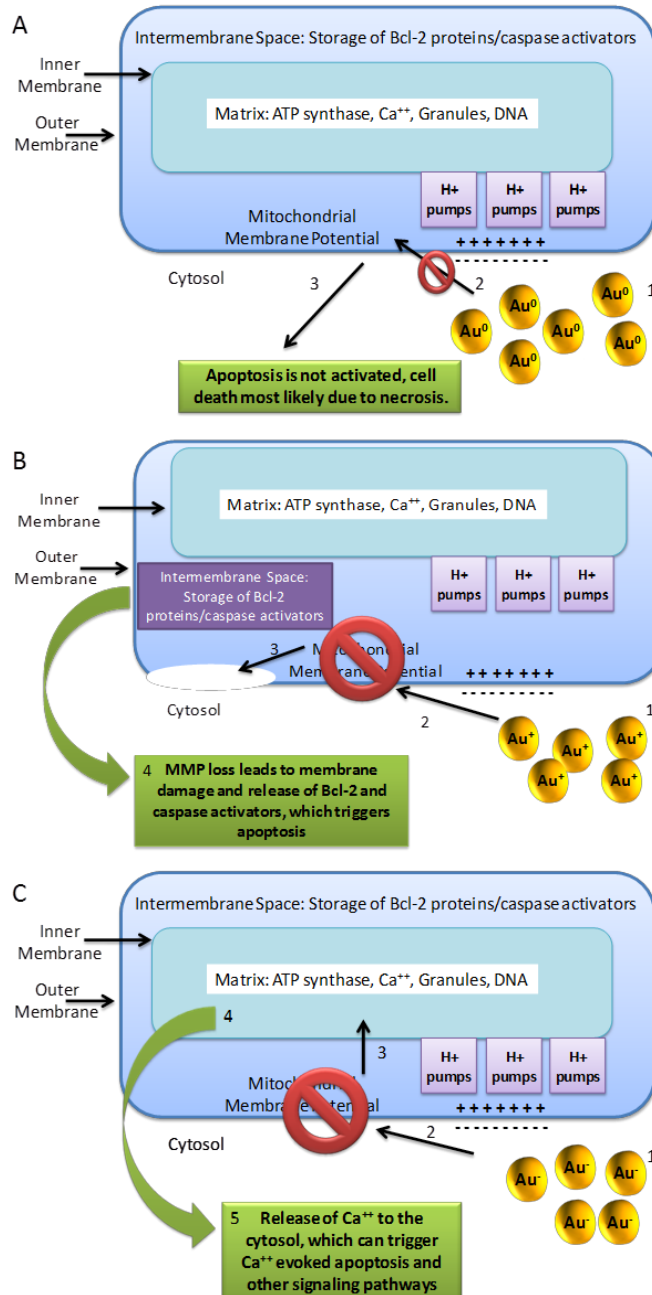 A
Intermembrane Space: Storage of Bcl-2 proteins/caspase activators
Inner
Membrane
Outer
Membrane
Matrix: ATP synthase, Ca⁺⁺, Granules, DNA
H+
pumps
H+
pumps
H+
pumps
Mitochondrial
Membrane Potential
+ + + + + + +
- - - - - - - - - -
Cytosol
3
2
1
Au⁰
Au⁰
Au⁰
Au⁰
Au⁰
Au⁰
Apoptosis is not activated, cell
death most likely due to necrosis.
B
Inner
Membrane
Outer
Membrane
Matrix: ATP synthase, Ca⁺⁺, Granules, DNA
Intermembrane Space:
Storage of Bcl-2
proteins/caspase activators
H+
pumps
H+
pumps
H+
pumps
3
Mitochondrial
Membrane Potential
+ + + + + + +
- - - - - - - - - -
Cytosol
2
1
Au⁺
Au⁺
Au⁺
Au⁺
Au⁺
4 MMP loss leads to membrane
damage and release of Bcl-2 and
caspase activators, which triggers
apoptosis
C
Intermembrane Space: Storage of Bcl-2 proteins/caspase activators
Inner
Membrane
Outer
Membrane
Matrix: ATP synthase, Ca⁺⁺, Granules, DNA
4
3
H+
pumps
H+
pumps
H+
pumps
Mitochondrial
Membrane Potential
+ + + + + + +
- - - - - - - - - -
Cytosol
2
1
Au⁻
Au⁻
Au⁻
Au⁻
Au⁻
5 Release of Ca⁺⁺ to the
cytosol, which can trigger
Ca⁺⁺ evoked apoptosis and
other signaling pathways